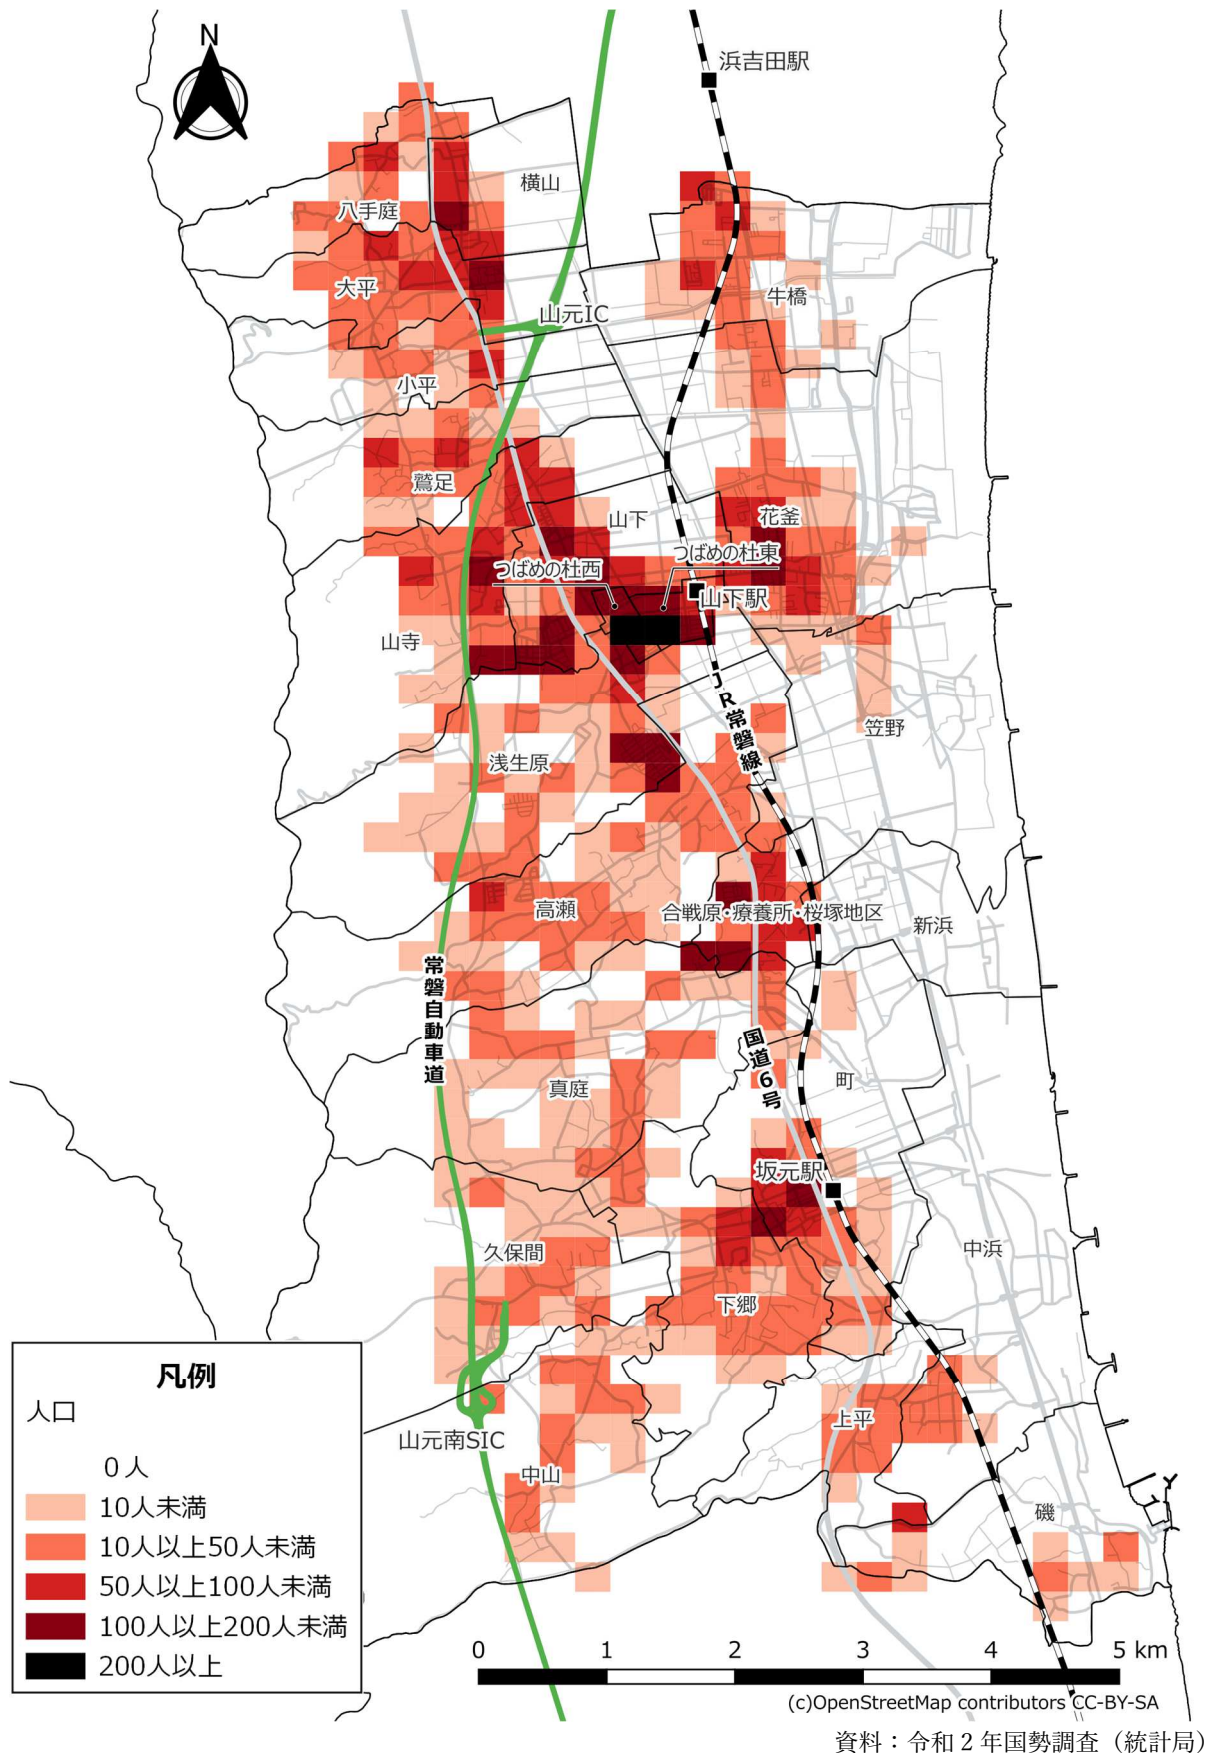 N
浜吉田駅
横山
八手庭
大平
牛橋
山元IC
小平
鷲足
山下
花釜
つばめの杜東
つばめの杜西
山下駅
山寺
JR常磐線
笠野
浅生原
高瀬
合戦原・療養所・桜塚地区
新浜
常磐自動車道
国道6号
町
真庭
坂元駅
久保間
中浜
下郷
凡例
人口
0人
10人未満
10人以上50人未満
50人以上100人未満
100人以上200人未満
200人以上
上平
山元南SIC
中山
磯
0 1 2 3 4 5 km
(c)OpenStreetMap contributors CC-BY-SA
資料：令和２年国勢調査（統計局）